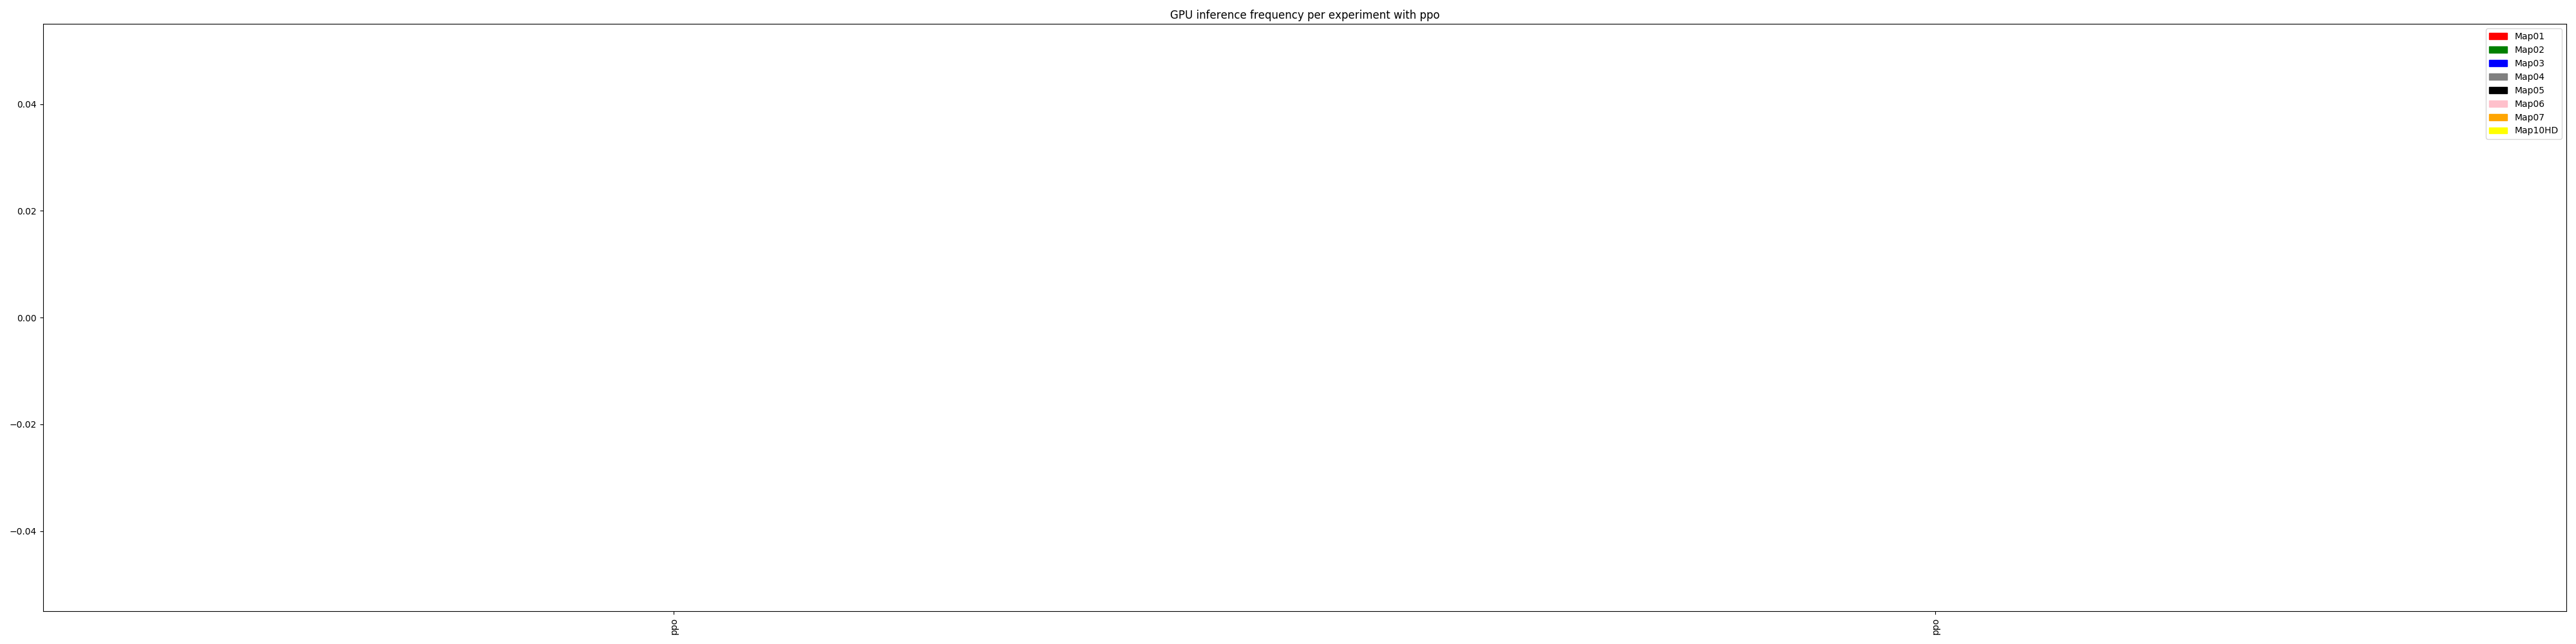 GPU inference frequency per experiment with ppo
Map01
Map02
Map03
Map04
Map05
Map06
Map07
Map10HD
0.04
0.02
0.00
−0.02
−0.04
ppo
ppo